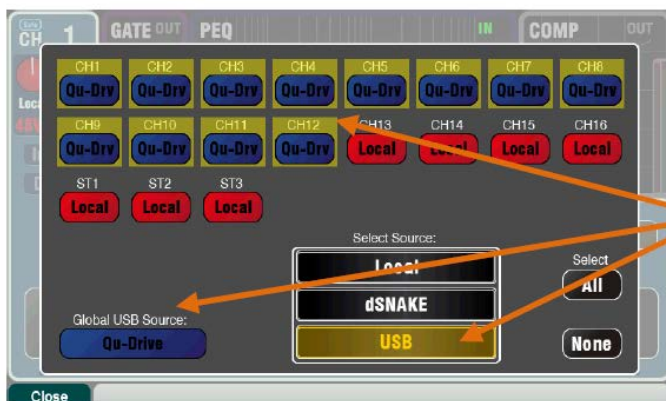 Safe
CH 1 GATE OUT PEQ IN COMP OUT
CH1 CH2 CH3 CH4 CH5 CH6 CH7 CH8
Qu-Drv Qu-Drv Qu-Drv Qu-Drv Qu-Drv Qu-Drv Qu-Drv Qu-Drv
CH9 CH10 CH11 CH12 CH13 CH14 CH15 CH16
Qu-Drv Qu-Drv Qu-Drv Qu-Drv Local Local Local Local
ST1 ST2 ST3
Local Local Local
Select Source:
Local
Select
All
dSNAKE
Global USB Source:
Qu-Drive
USB
None
Close